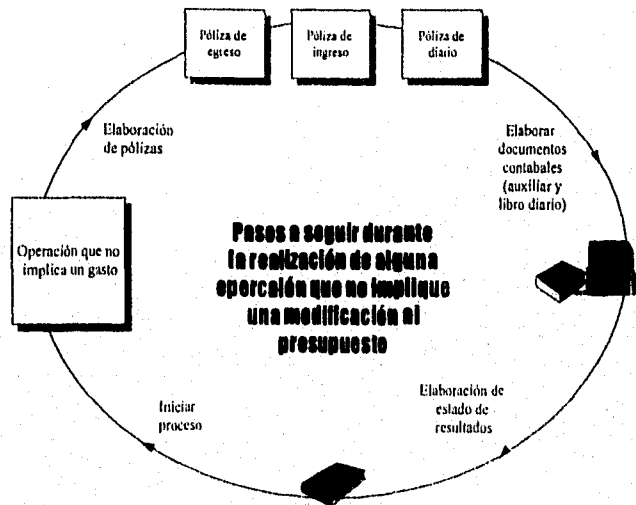 Póliza de
egreso
Póliza de
ingreso
Póliza de
diario
Elaboración
de pólizas
Elaborar
documentos
contabales
(auxiliar y
libro diario)
Operación que no
implica un gasto
Pasos a seguir durante
la realización de alguna
opercaión que no implique
una modificación al
presupuesto
Elaboración de
estado de
resultados
Iniciar
proceso